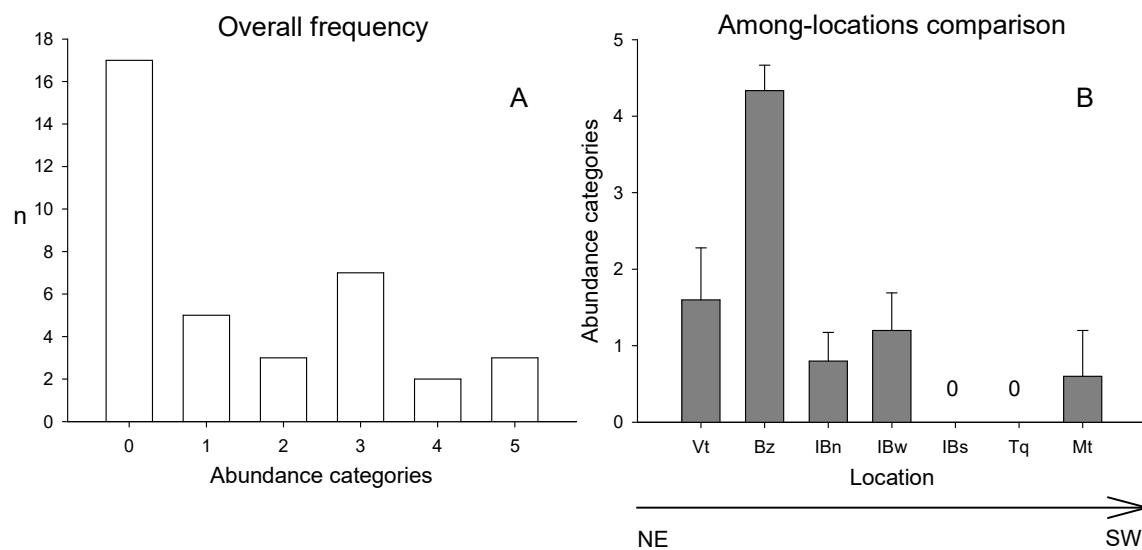 Overall frequency
A
n
18
16
14
12
10
8
6
4
2
0
0 1 2 3 4 5
Abundance categories
Among-locations comparison
B
Abundance categories
5
4
3
2
1
0
0 0
Vt Bz IBn IBw IBs Tq Mt
Location
NE SW